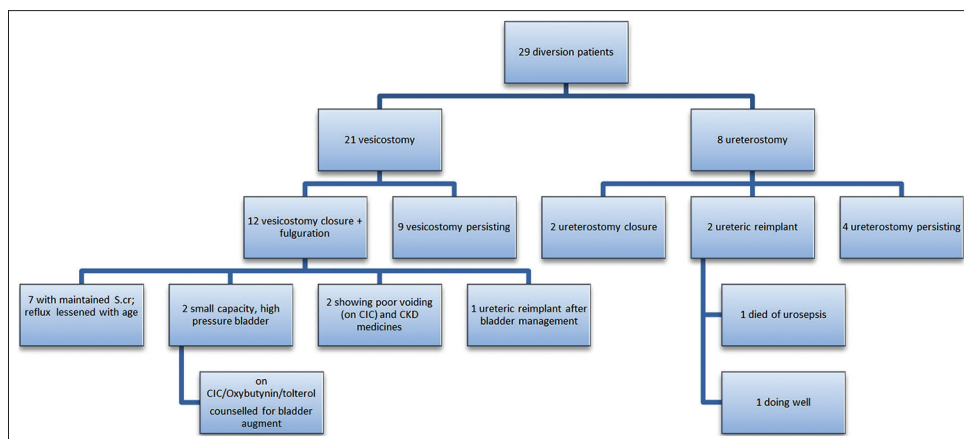 29 diversion patients
21 vesicostomy
8 ureterostomy
12 vesicostomy closure +
fulguration
9 vesicostomy persisting
2 ureterostomy closure
2 ureteric reimplant
4 ureterostomy persisting
7 with maintained S.cr;
reflux lessened with age
2 small capacity, high
pressure bladder
2 showing poor voiding
(on CIC) and CKD
medicines
1 ureteric reimplant after
bladder management
1 died of urosepsis
on
CIC/Oxybutynin/tolterol
counselled for bladder
augment
1 doing well